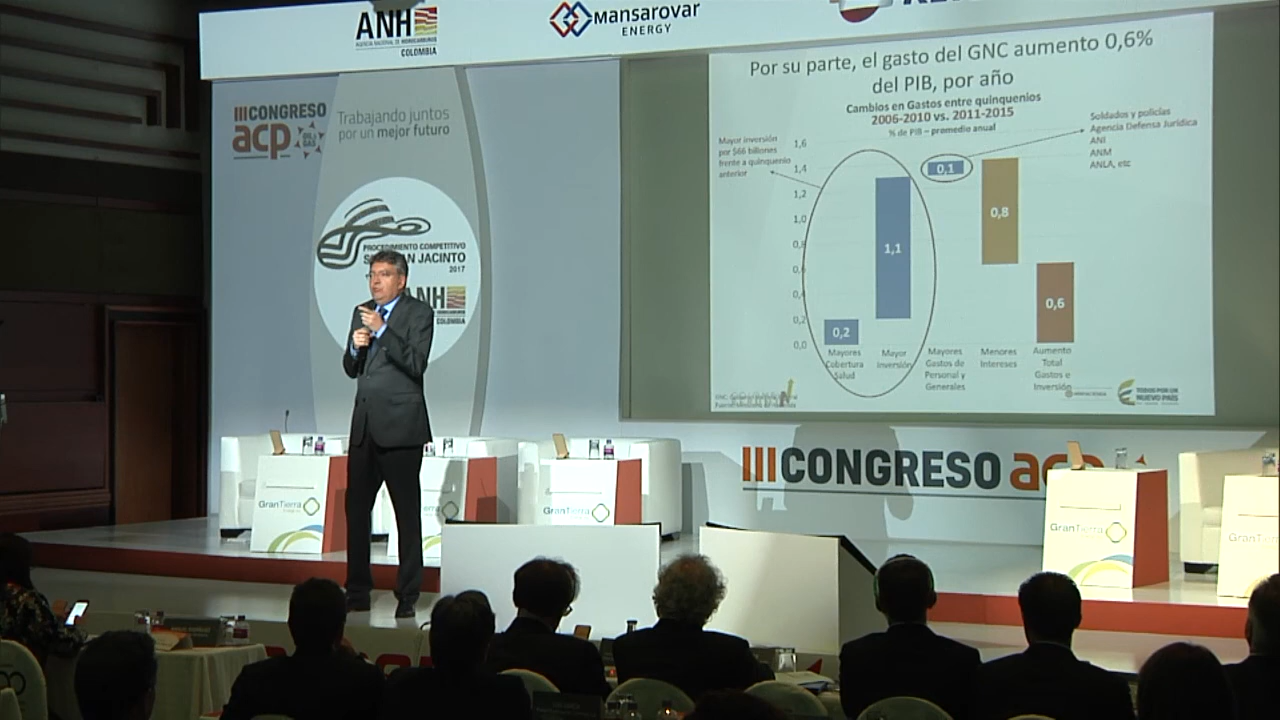 ANH
AGENCIA NACIONAL DE HIDROCARBUROS
COLOMBIA
Mansarovar
ENERGY
III CONGRESO
acp
OIL &
GAS
Trabajando juntos
por un mejor futuro
PROCEDIMIENTO COMPETITIVO
AN JACINTO
2017
ANH
COLOMBIA
Por su parte, el gasto del GNC aumento 0,6%
del PIB, por año
Cambios en Gastos entre quinquenios
2006-2010 vs. 2011-2015
% de PIB – promedio anual
Mayor inversión
por $66 billones
frente a quinquenio
anterior
Soldados y policías
Agencia Defensa Jurídica
ANI
ANM
ANLA, etc
1,6
1,4
1,2
1,0
0,8
0,6
0,4
0,2
0,0
0,2
1,1
0,1
0,8
0,6
Mayores
Cobertura
Salud
Mayor
Inversión
Mayores
Gastos de
Personal y
Generales
Menores
Intereses
Aumento
Total
Gastos e
Inversión
TODOS POR UN
NUEVO PAÍS
III CONGRESO
GranTierra
GranTierra
GranTierra
GranTierra